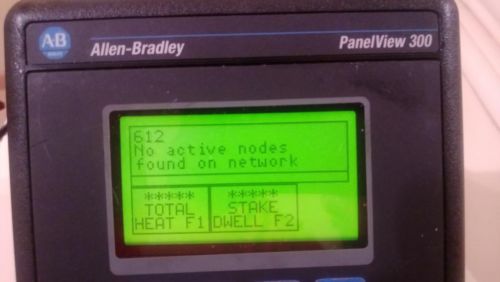 AB
Allen-Bradley
PanelView 300
612
No active nodes
found on network
***** *****
TOTAL STAKE
HEAT F1 DWELL F2